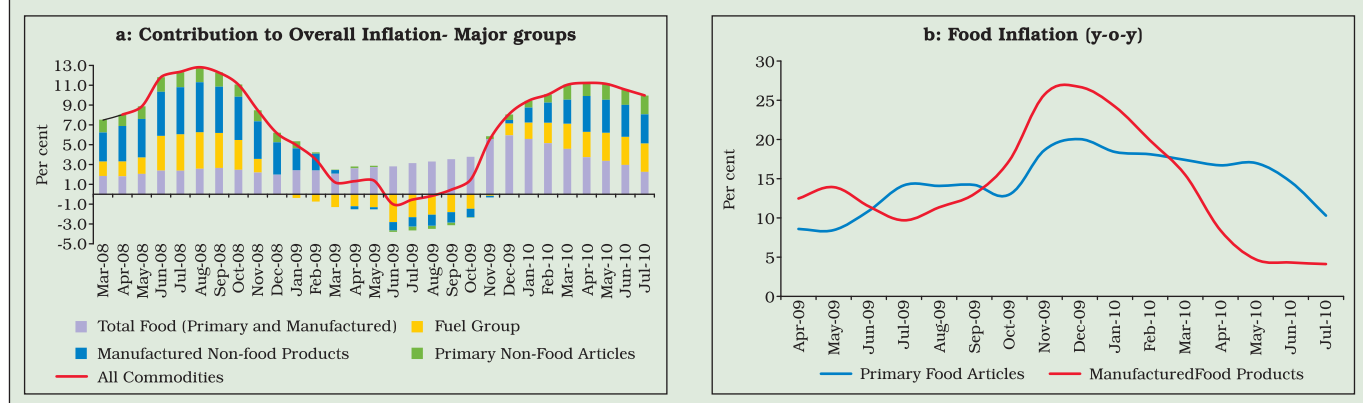 a: Contribution to Overall Inflation- Major groups
Per cent
13.0
11.0
9.0
7.0
5.0
3.0
1.0
-1.0
-3.0
-5.0
Mar-08 Apr-08 May-08 Jun-08 Jul-08 Aug-08 Sep-08 Oct-08 Nov-08 Dec-08 Jan-09 Feb-09 Mar-09 Apr-09 May-09 Jun-09 Jul-09 Aug-09 Sep-09 Oct-09 Nov-09 Dec-09 Jan-10 Feb-10 Mar-10 Apr-10 May-10 Jun-10 Jul-10
Total Food (Primary and Manufactured) Fuel Group
Manufactured Non-food Products Primary Non-Food Articles
All Commodities
b: Food Inflation (y-o-y)
Per cent
30
25
20
15
10
5
0
Apr-09 May-09 Jun-09 Jul-09 Aug-09 Sep-09 Oct-09 Nov-09 Dec-09 Jan-10 Feb-10 Mar-10 Apr-10 May-10 Jun-10 Jul-10
Primary Food Articles ManufacturedFood Products